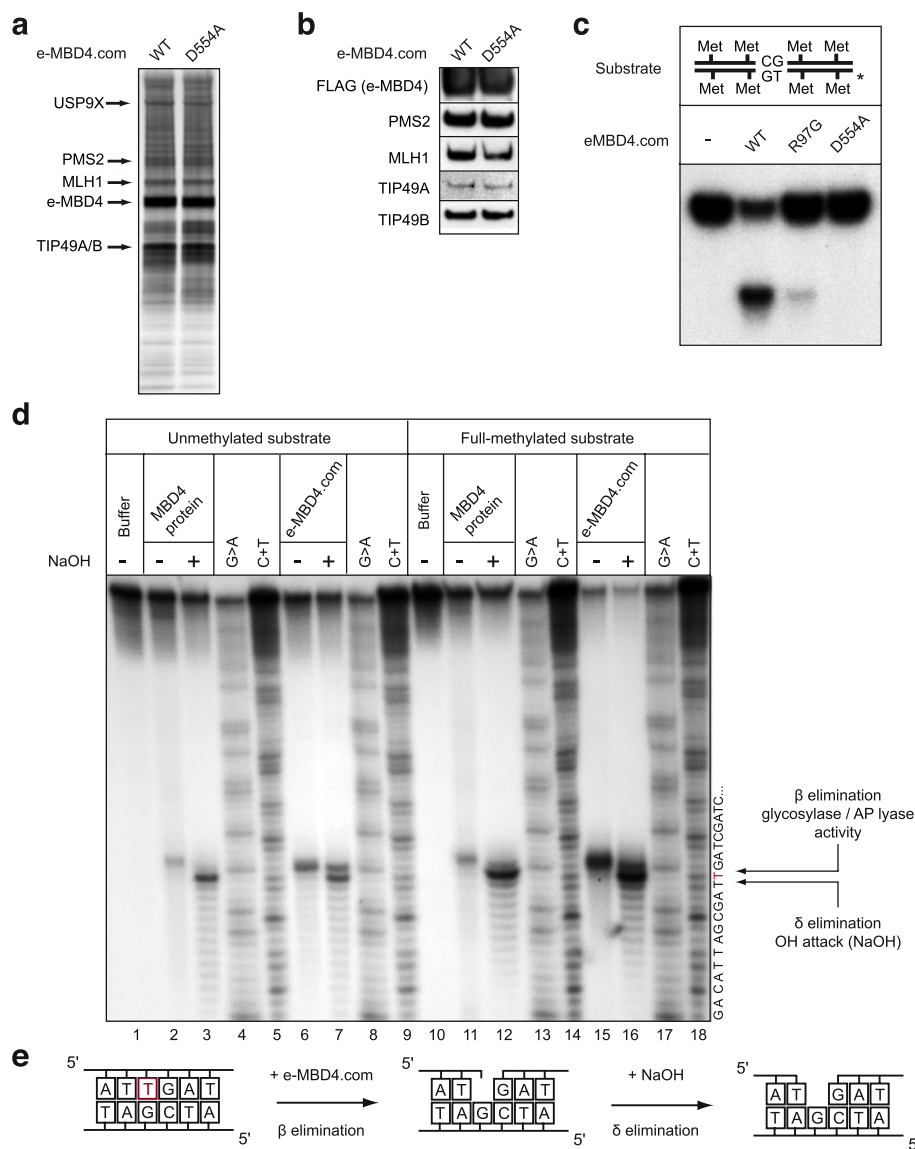 a
e-MBD4.com
WT
D554A
USP9X
PMS2
MLH1
e-MBD4
TIP49A/B
b
e-MBD4.com
WT
D554A
FLAG (e-MBD4)
PMS2
MLH1
TIP49A
TIP49B
c
Substrate
Met Met Met Met
CG
GT
*
Met Met Met Met
eMBD4.com
- WT R97G D554A
d
Unmethylated substrate Full-methylated substrate
Buffer MBD4 protein G>A C+T e-MBD4.com G>A C+T Buffer MBD4 protein G>A C+T e-MBD4.com G>A C+T
NaOH - + - + - + - +
GACATTAGCGATTGATCGATC...
β elimination
glycosylase / AP lyase
activity
δ elimination
OH attack (NaOH)
1 2 3 4 5 6 7 8 9 10 11 12 13 14 15 16 17 18
e
5'
A T T G A T
T A G C T A
5'
+ e-MBD4.com
β elimination
5'
A T G A T
T A G C T A
5'
+ NaOH
δ elimination
5'
A T G A T
T A G C T A
5'